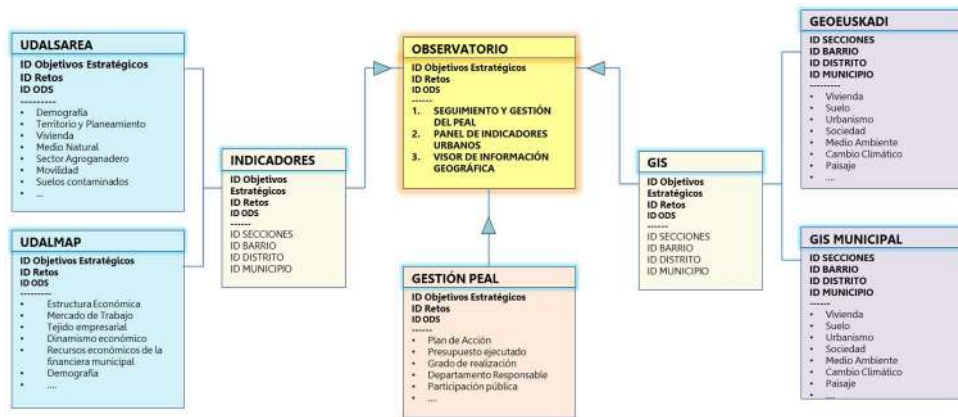 UDALSAREA
ID Objetivos Estratégicos
ID Retos
ID ODS
---------
• Demografía
• Territorio y Planeamiento
• Vivienda
• Medio Natural
• Sector Agroganadero
• Movilidad
• Suelos contaminados
• ...
UDALMAP
ID Objetivos Estratégicos
ID Retos
ID ODS
---------
• Estructura Económica
• Mercado de Trabajo
• Tejido empresarial
• Dinamismo económico
• Recursos económicos de la
financiera municipal
• Demografía
• ....
INDICADORES
ID Objetivos
Estratégicos
ID Retos
ID ODS
------
ID SECCIONES
ID BARRIO
ID DISTRITO
ID MUNICIPIO
OBSERVATORIO
ID Objetivos Estratégicos
ID Retos
ID ODS
------
1. SEGUIMIENTO Y GESTIÓN
DEL PEAL
2. PANEL DE INDICADORES
URBANOS
3. VISOR DE INFORMACIÓN
GEOGRÁFICA
GESTIÓN PEAL
ID Objetivos Estratégicos
ID Retos
ID ODS
------
• Plan de Acción
• Presupuesto ejecutado
• Grado de realización
• Departamento Responsable
• Participación pública
• ....
GIS
ID Objetivos
Estratégicos
ID Retos
ID ODS
------
ID SECCIONES
ID BARRIO
ID DISTRITO
ID MUNICIPIO
GEOEUSKADI
ID SECCIONES
ID BARRIO
ID DISTRITO
ID MUNICIPIO
---------
• Vivienda
• Suelo
• Urbanismo
• Sociedad
• Medio Ambiente
• Cambio Climático
• Paisaje
• ....
GIS MUNICIPAL
ID SECCIONES
ID BARRIO
ID DISTRITO
ID MUNICIPIO
------
• Vivienda
• Suelo
• Urbanismo
• Sociedad
• Medio Ambiente
• Cambio Climático
• Paisaje
• ....